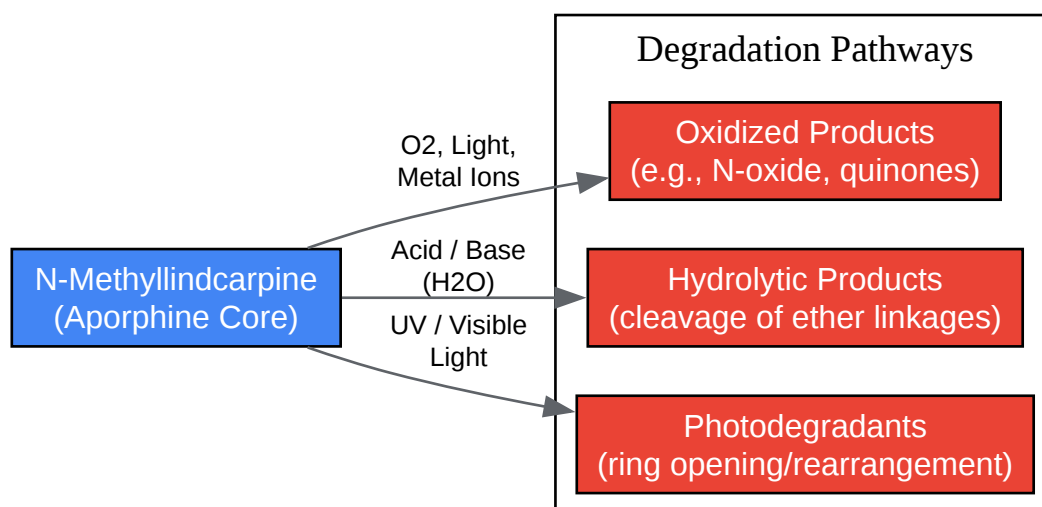 Degradation Pathways
O2, Light,
Metal Ions
Oxidized Products
(e.g., N-oxide, quinones)
N-Methyllindcarpine
(Aporphine Core)
Acid / Base
(H2O)
Hydrolytic Products
(cleavage of ether linkages)
UV / Visible
Light
Photodegradants
(ring opening/rearrangement)